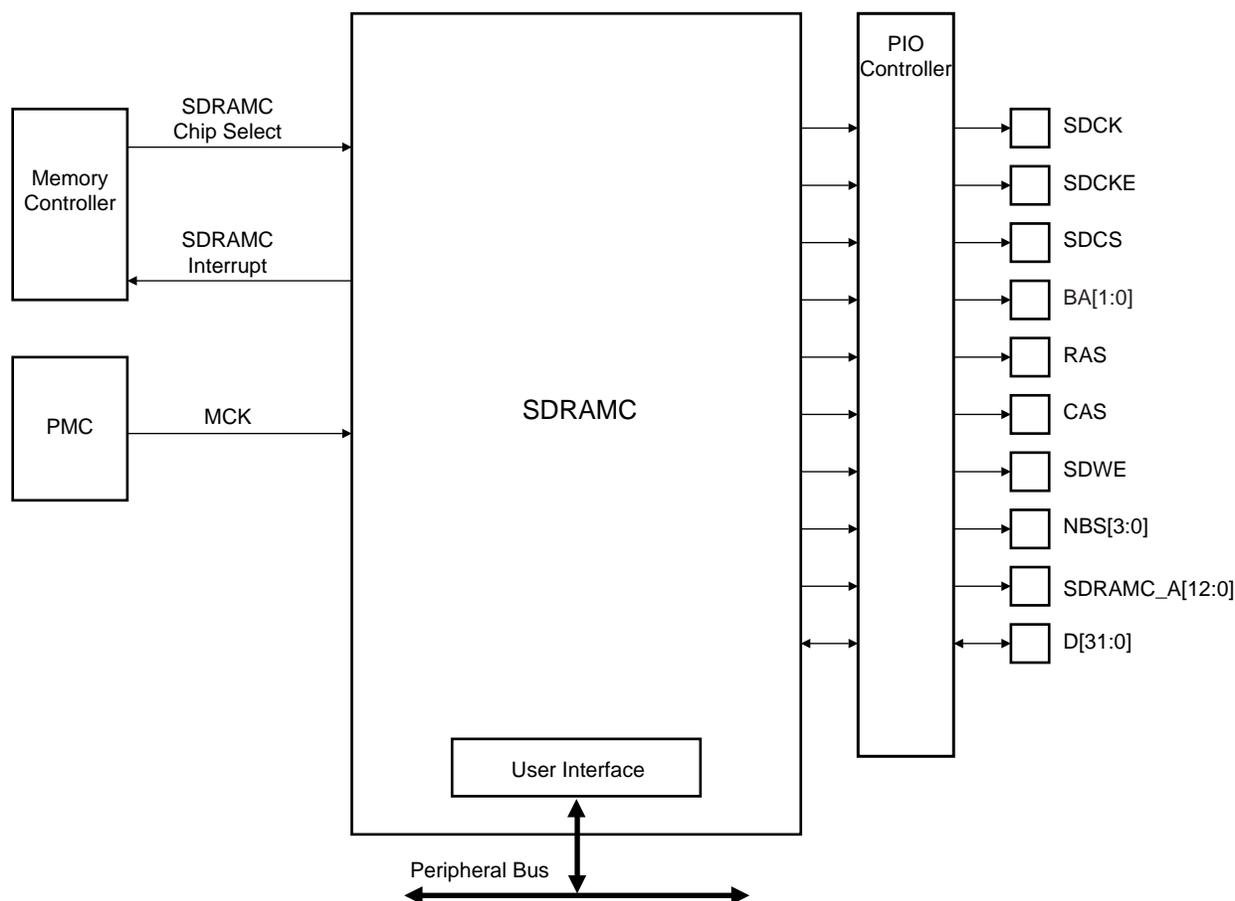 PIO
Controller
SDRAMC
Chip Select
Memory
Controller
SDRAMC
Interrupt
PMC
MCK
SDRAMC
SDCK
SDCKE
SDCS
BA[1:0]
RAS
CAS
SDWE
NBS[3:0]
SDRAMC_A[12:0]
D[31:0]
User Interface
Peripheral Bus